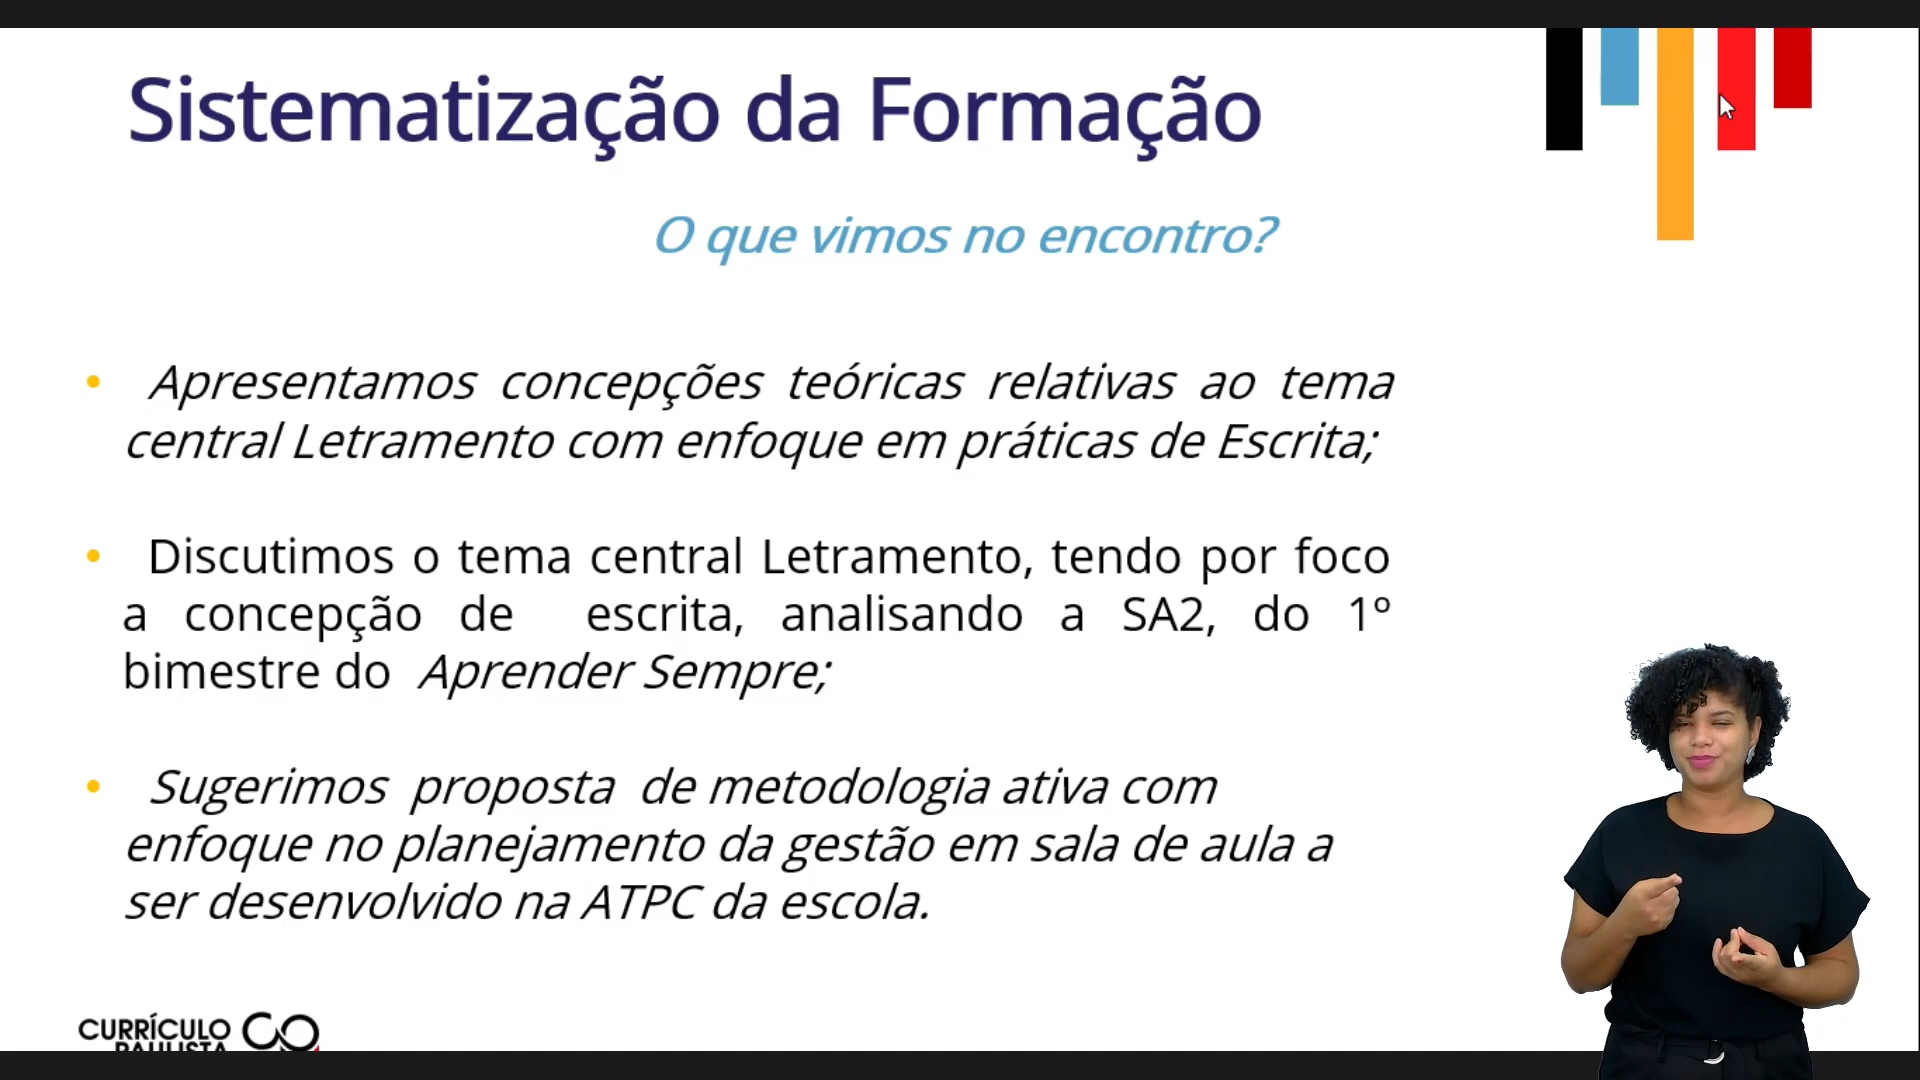 Sistematização da Formação
O que vimos no encontro?
• Apresentamos concepções teóricas relativas ao tema
central Letramento com enfoque em práticas de Escrita;
• Discutimos o tema central Letramento, tendo por foco
a concepção de escrita, analisando a SA2, do 1º
bimestre do Aprender Sempre;
• Sugerimos proposta de metodologia ativa com
enfoque no planejamento da gestão em sala de aula a
ser desenvolvido na ATPC da escola.
CURRÍCULO
PAULISTA